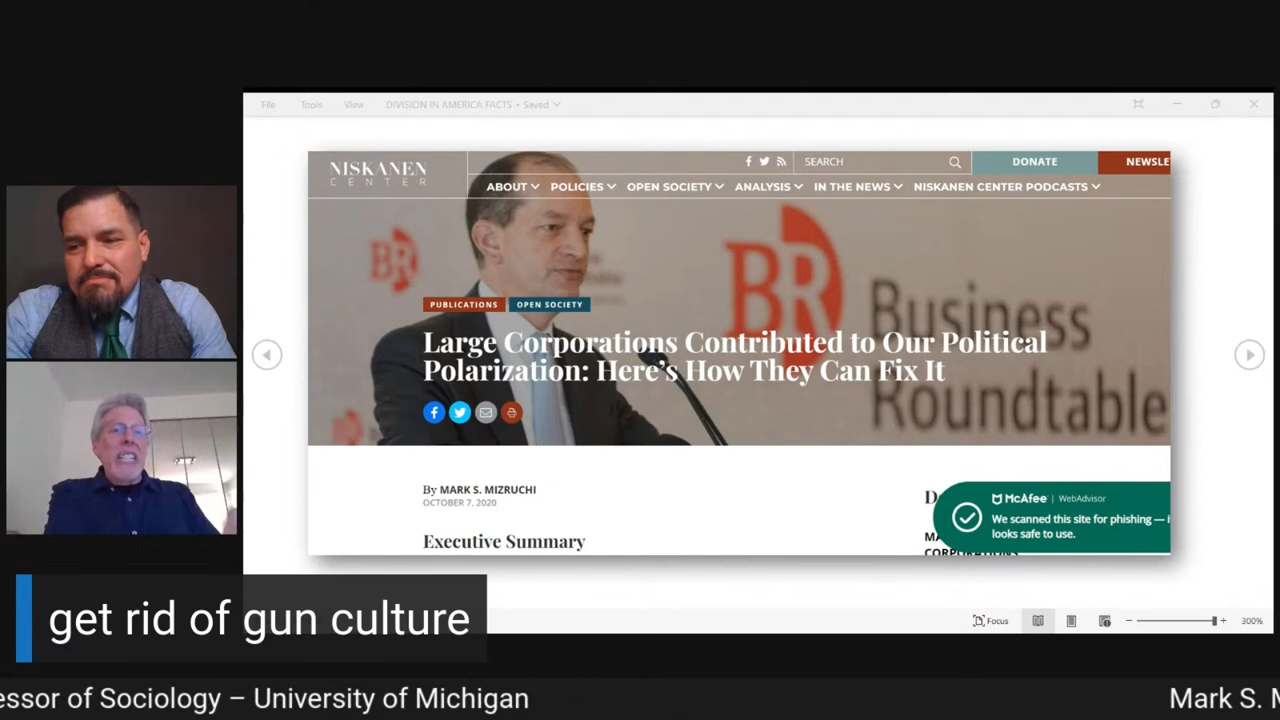 File Tools View DIVISION IN AMERICA FACTS • Saved
NISKANEN
CENTER
SEARCH
DONATE
NEWSLE
ABOUT POLICIES OPEN SOCIETY ANALYSIS IN THE NEWS NISKANEN CENTER PODCASTS
BR
BR
Business
Roundtable
PUBLICATIONS OPEN SOCIETY
Large Corporations Contributed to Our Political
Polarization: Here's How They Can Fix It
By MARK S. MIZRUCHI
OCTOBER 7, 2020
Executive Summary
McAfee | WebAdvisor
We scanned this site for phishing — i
looks safe to use.
CORPORATIONS
get rid of gun culture
Focus
300%
essor of Sociology – University of Michigan
Mark S. M